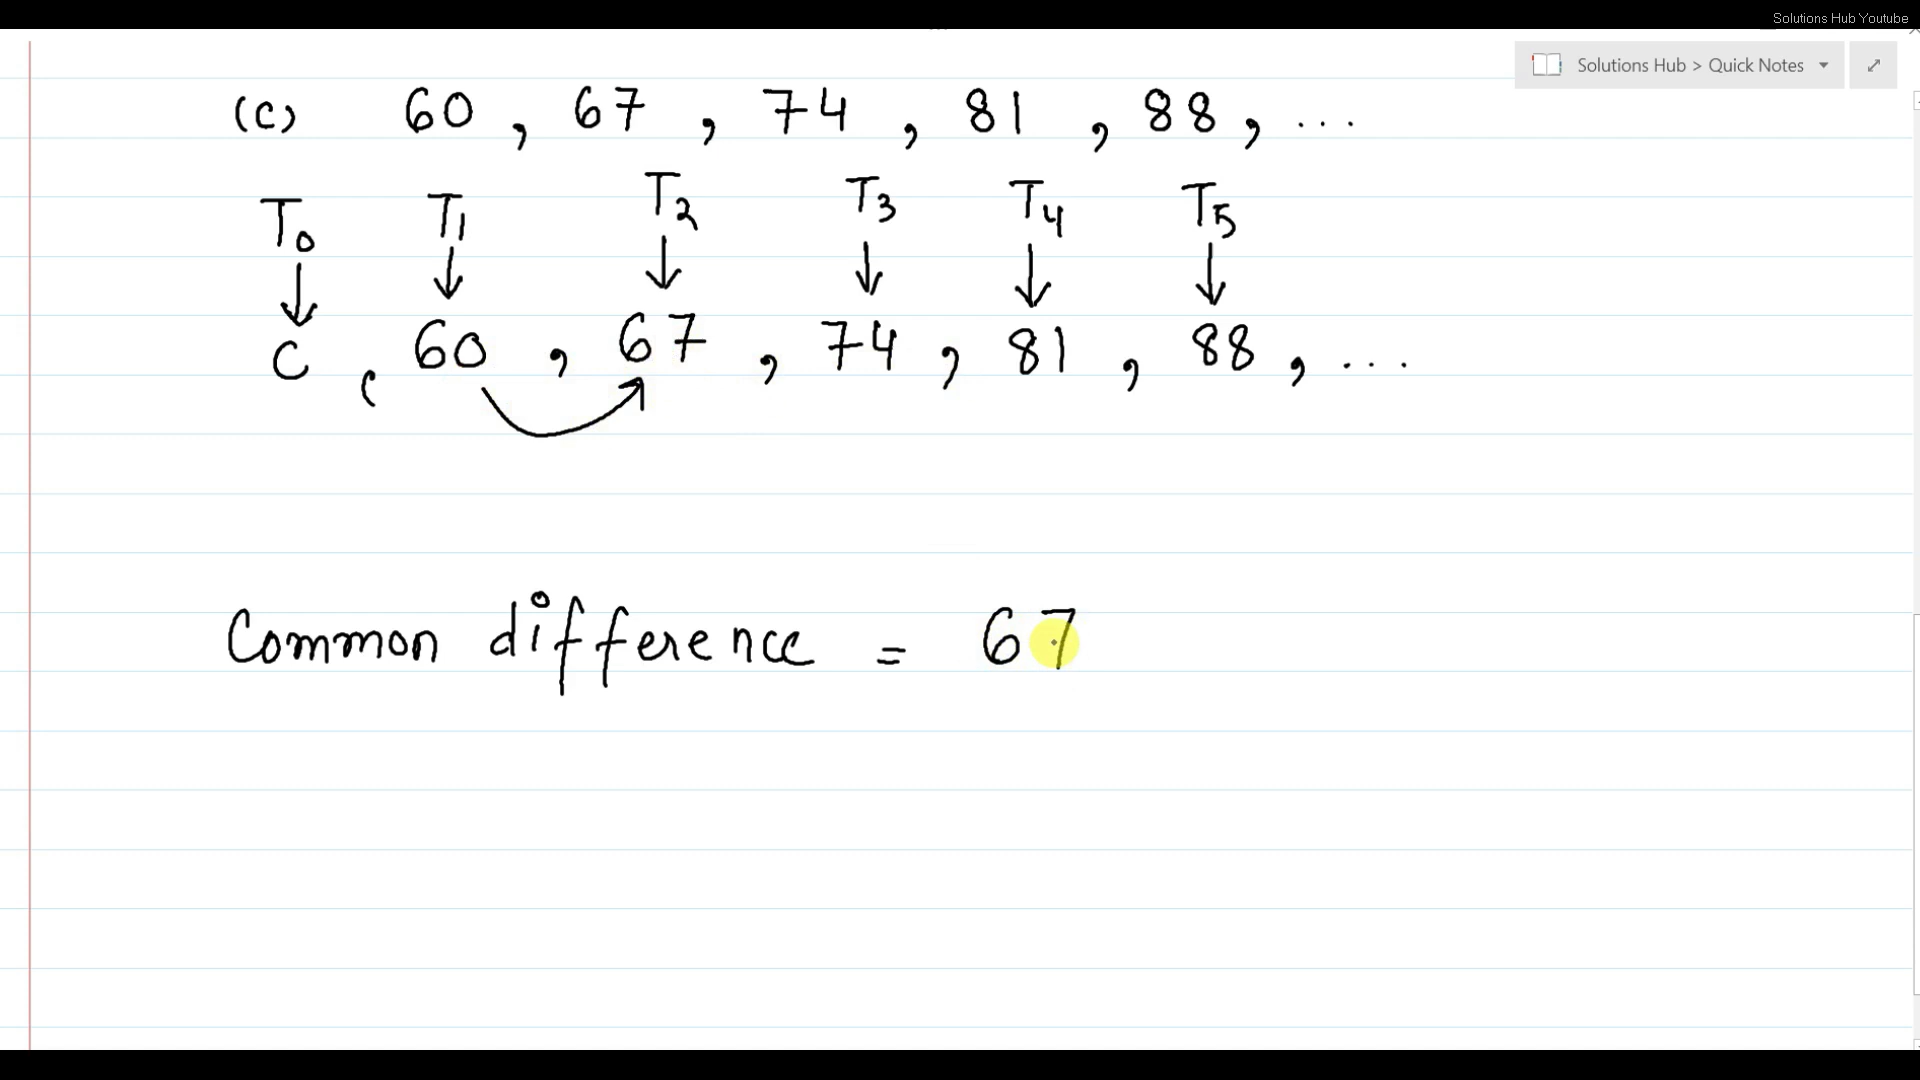 Solutions Hub Youtube
Solutions Hub > Quick Notes
(c) 60 , 67 , 74 , 81 , 88 , ...
T₀ T₁ T₂ T₃ T₄ T₅
↓ ↓ ↓ ↓ ↓ ↓
C , 60 , 67 , 74 , 81 , 88 , ...
Common difference = 67